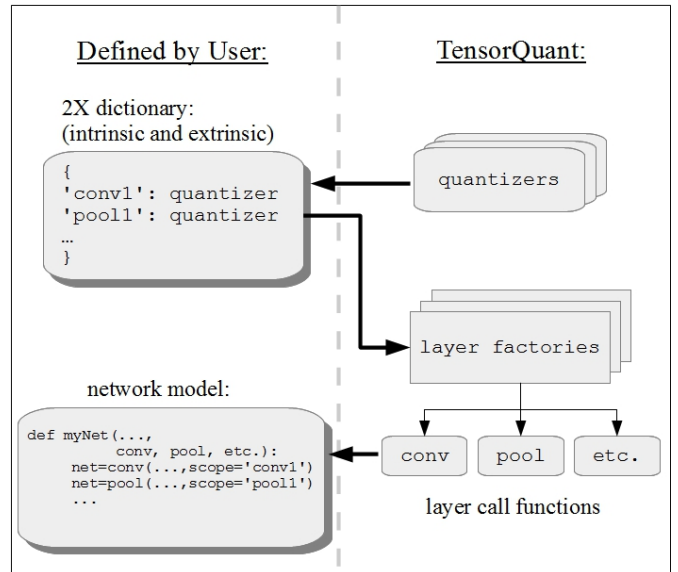 Defined by User:
TensorQuant:
2X dictionary:
(intrinsic and extrinsic)
{
'conv1': quantizer
'pool1': quantizer
…
}
quantizers
layer factories
conv
pool
etc.
layer call functions
network model:
def myNet(...,
conv, pool, etc.):
net=conv(...,scope='conv1')
net=pool(...,scope='pool1')
...